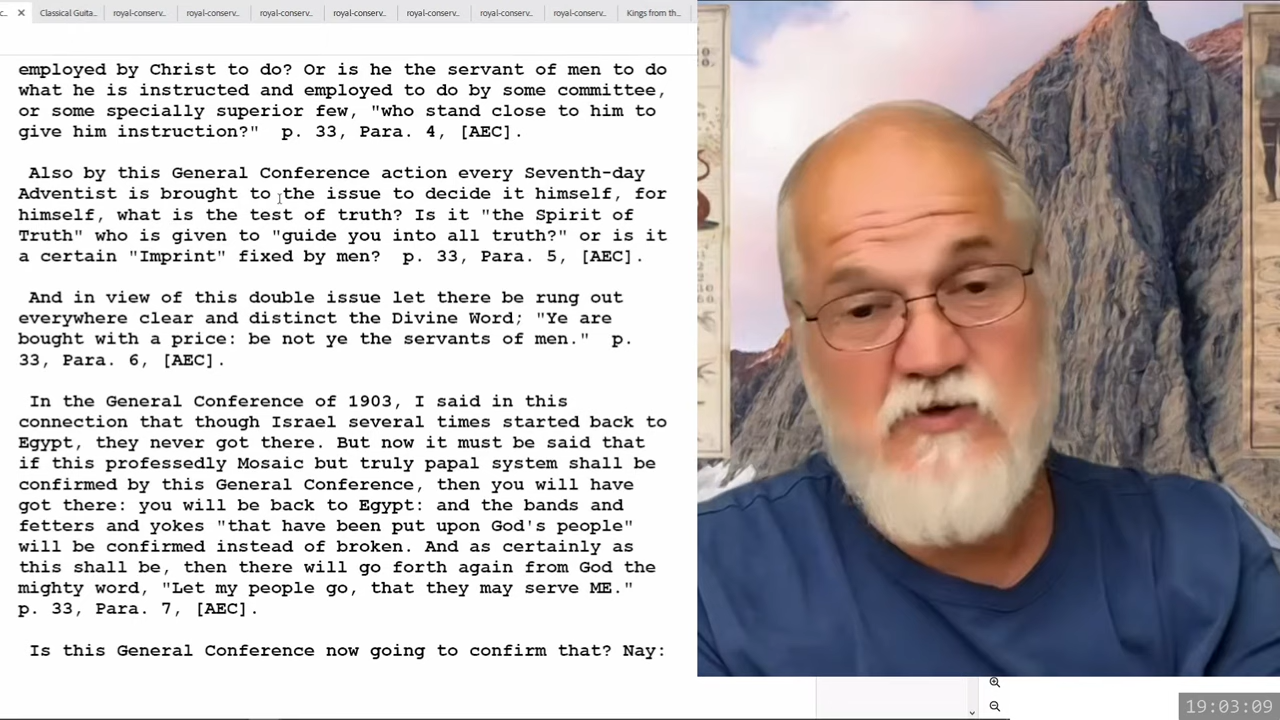 c.. ✕ Classical Guita.. royal-conserv.. royal-conserv.. royal-conserv.. royal-conserv.. royal-conserv.. royal-conserv.. royal-conserv.. Kings from th...
employed by Christ to do? Or is he the servant of men to do
what he is instructed and employed to do by some committee,
or some specially superior few, "who stand close to him to
give him instruction?"  p. 33, Para. 4, [AEC].
Also by this General Conference action every Seventh-day
Adventist is brought to the issue to decide it himself, for
himself, what is the test of truth? Is it "the Spirit of
Truth" who is given to "guide you into all truth?" or is it
a certain "Imprint" fixed by men?  p. 33, Para. 5, [AEC].
And in view of this double issue let there be rung out
everywhere clear and distinct the Divine Word; "Ye are
bought with a price: be not ye the servants of men."  p.
33, Para. 6, [AEC].
In the General Conference of 1903, I said in this
connection that though Israel several times started back to
Egypt, they never got there. But now it must be said that
if this professedly Mosaic but truly papal system shall be
confirmed by this General Conference, then you will have
got there: you will be back to Egypt: and the bands and
fetters and yokes "that have been put upon God's people"
will be confirmed instead of broken. And as certainly as
this shall be, then there will go forth again from God the
mighty word, "Let my people go, that they may serve ME."
p. 33, Para. 7, [AEC].
Is this General Conference now going to confirm that? Nay:
19:03:09